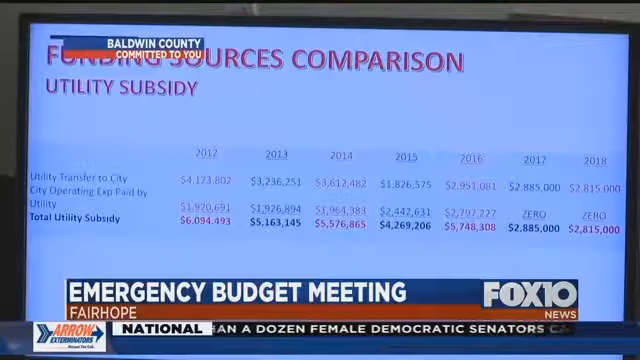 BALDWIN COUNTY
COMMITTED TO YOU
FUNDING SOURCES COMPARISON
UTILITY SUBSIDY
2012 2013 2014 2015 2016 2017 2018
Utility Transfer to City $4,173,802 $3,236,251 $3,612,482 $1,826,575 $2,951,081 $2.885,000 $2,815,000
City Operating Exp Paid by
Utility $1,920,691 $1,926,894 $1,964,383 $2,442,631 $2,797,227 ZERO ZERO
Total Utility Subsidy $6,094,493 $5,163,145 $5,576,865 $4,269,206 $5,748,308 $2,885,000 $2,815,000
EMERGENCY BUDGET MEETING
FAIRHOPE
FOX10
NEWS
ARROW
EXTERMINATORS
NATIONAL HAN A DOZEN FEMALE DEMOCRATIC SENATORS CA